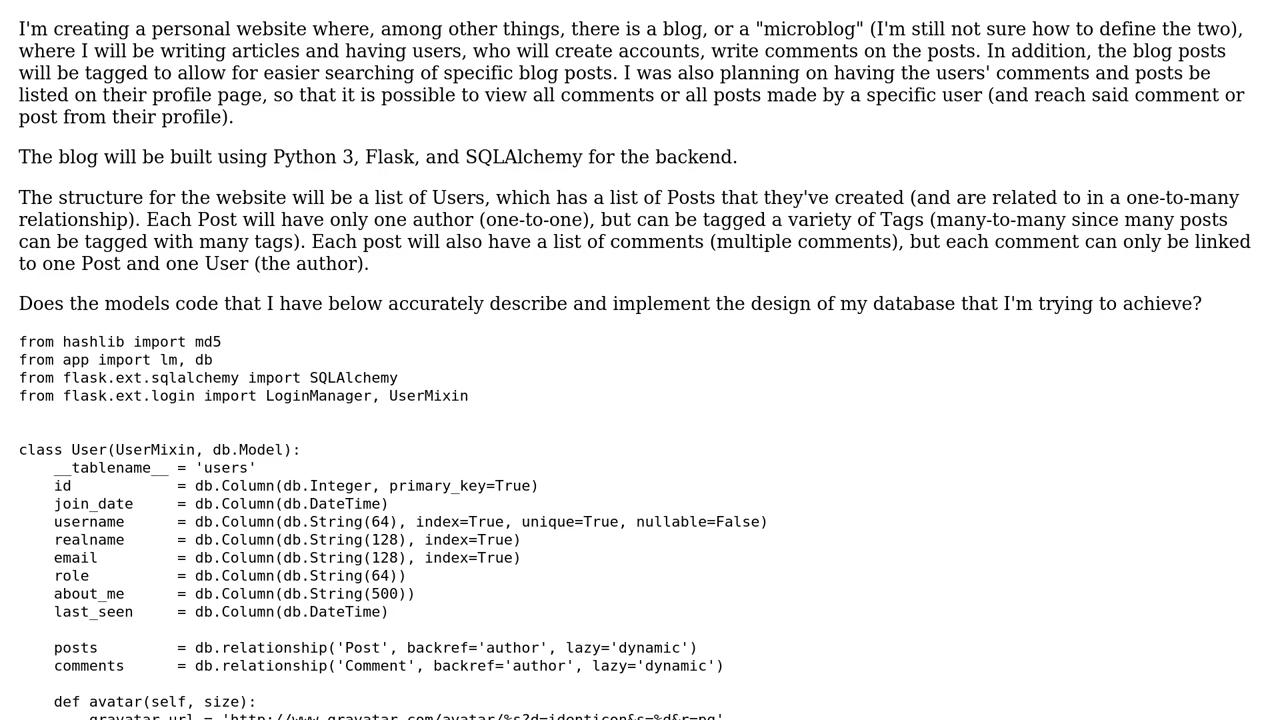 I'm creating a personal website where, among other things, there is a blog, or a "microblog" (I'm still not sure how to define the two),
where I will be writing articles and having users, who will create accounts, write comments on the posts. In addition, the blog posts
will be tagged to allow for easier searching of specific blog posts. I was also planning on having the users' comments and posts be
listed on their profile page, so that it is possible to view all comments or all posts made by a specific user (and reach said comment or
post from their profile).
The blog will be built using Python 3, Flask, and SQLAlchemy for the backend.
The structure for the website will be a list of Users, which has a list of Posts that they've created (and are related to in a one-to-many
relationship). Each Post will have only one author (one-to-one), but can be tagged a variety of Tags (many-to-many since many posts
can be tagged with many tags). Each post will also have a list of comments (multiple comments), but each comment can only be linked
to one Post and one User (the author).
Does the models code that I have below accurately describe and implement the design of my database that I'm trying to achieve?
from hashlib import md5
from app import lm, db
from flask.ext.sqlalchemy import SQLAlchemy
from flask.ext.login import LoginManager, UserMixin
class User(UserMixin, db.Model):
    __tablename__ = 'users'
    id            = db.Column(db.Integer, primary_key=True)
    join_date     = db.Column(db.DateTime)
    username      = db.Column(db.String(64), index=True, unique=True, nullable=False)
    realname      = db.Column(db.String(128), index=True)
    email         = db.Column(db.String(128), index=True)
    role          = db.Column(db.String(64))
    about_me      = db.Column(db.String(500))
    last_seen     = db.Column(db.DateTime)
    posts         = db.relationship('Post', backref='author', lazy='dynamic')
    comments      = db.relationship('Comment', backref='author', lazy='dynamic')
    def avatar(self, size):
        gravatar_url = 'http://www.gravatar.com/avatar/%s?d=identicon&s=%d&r=pg'